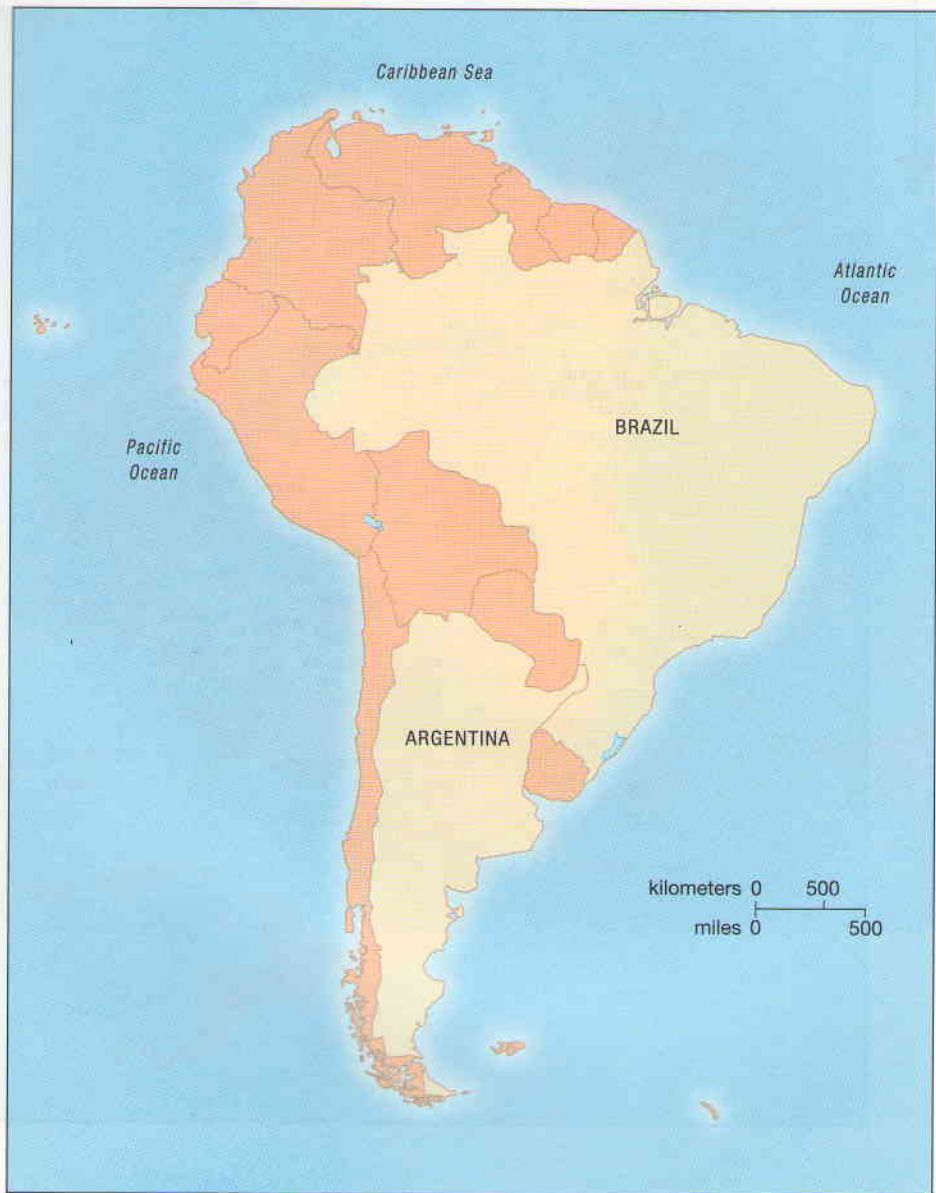 Caribbean Sea
Atlantic
Ocean
BRAZIL
Pacific
Ocean
ARGENTINA
kilometers 0 500
miles 0 500